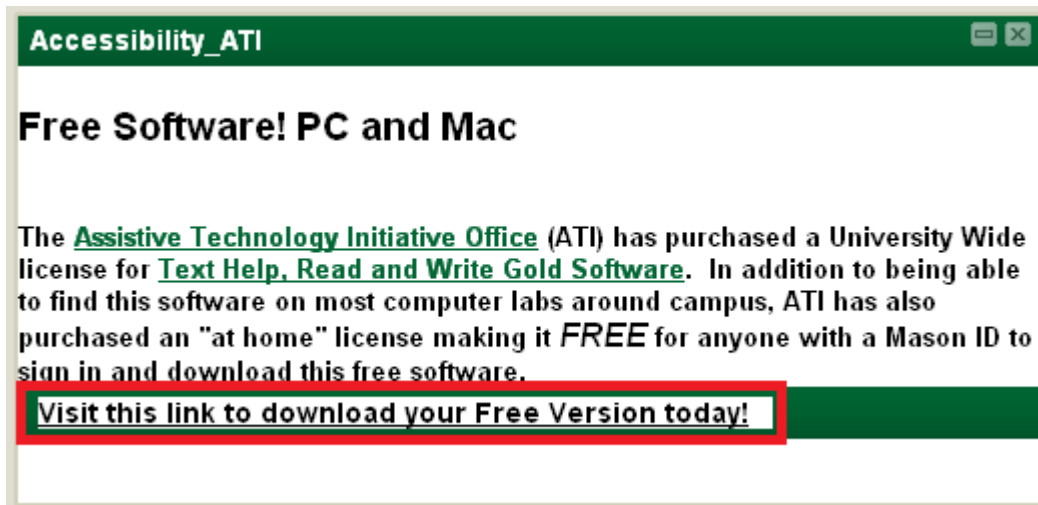 Accessibility_ATI
Free Software! PC and Mac
The Assistive Technology Initiative Office (ATI) has purchased a University Wide
license for Text Help, Read and Write Gold Software.  In addition to being able
to find this software on most computer labs around campus, ATI has also
purchased an "at home" license making it FREE for anyone with a Mason ID to
sign in and download this free software.
Visit this link to download your Free Version today!